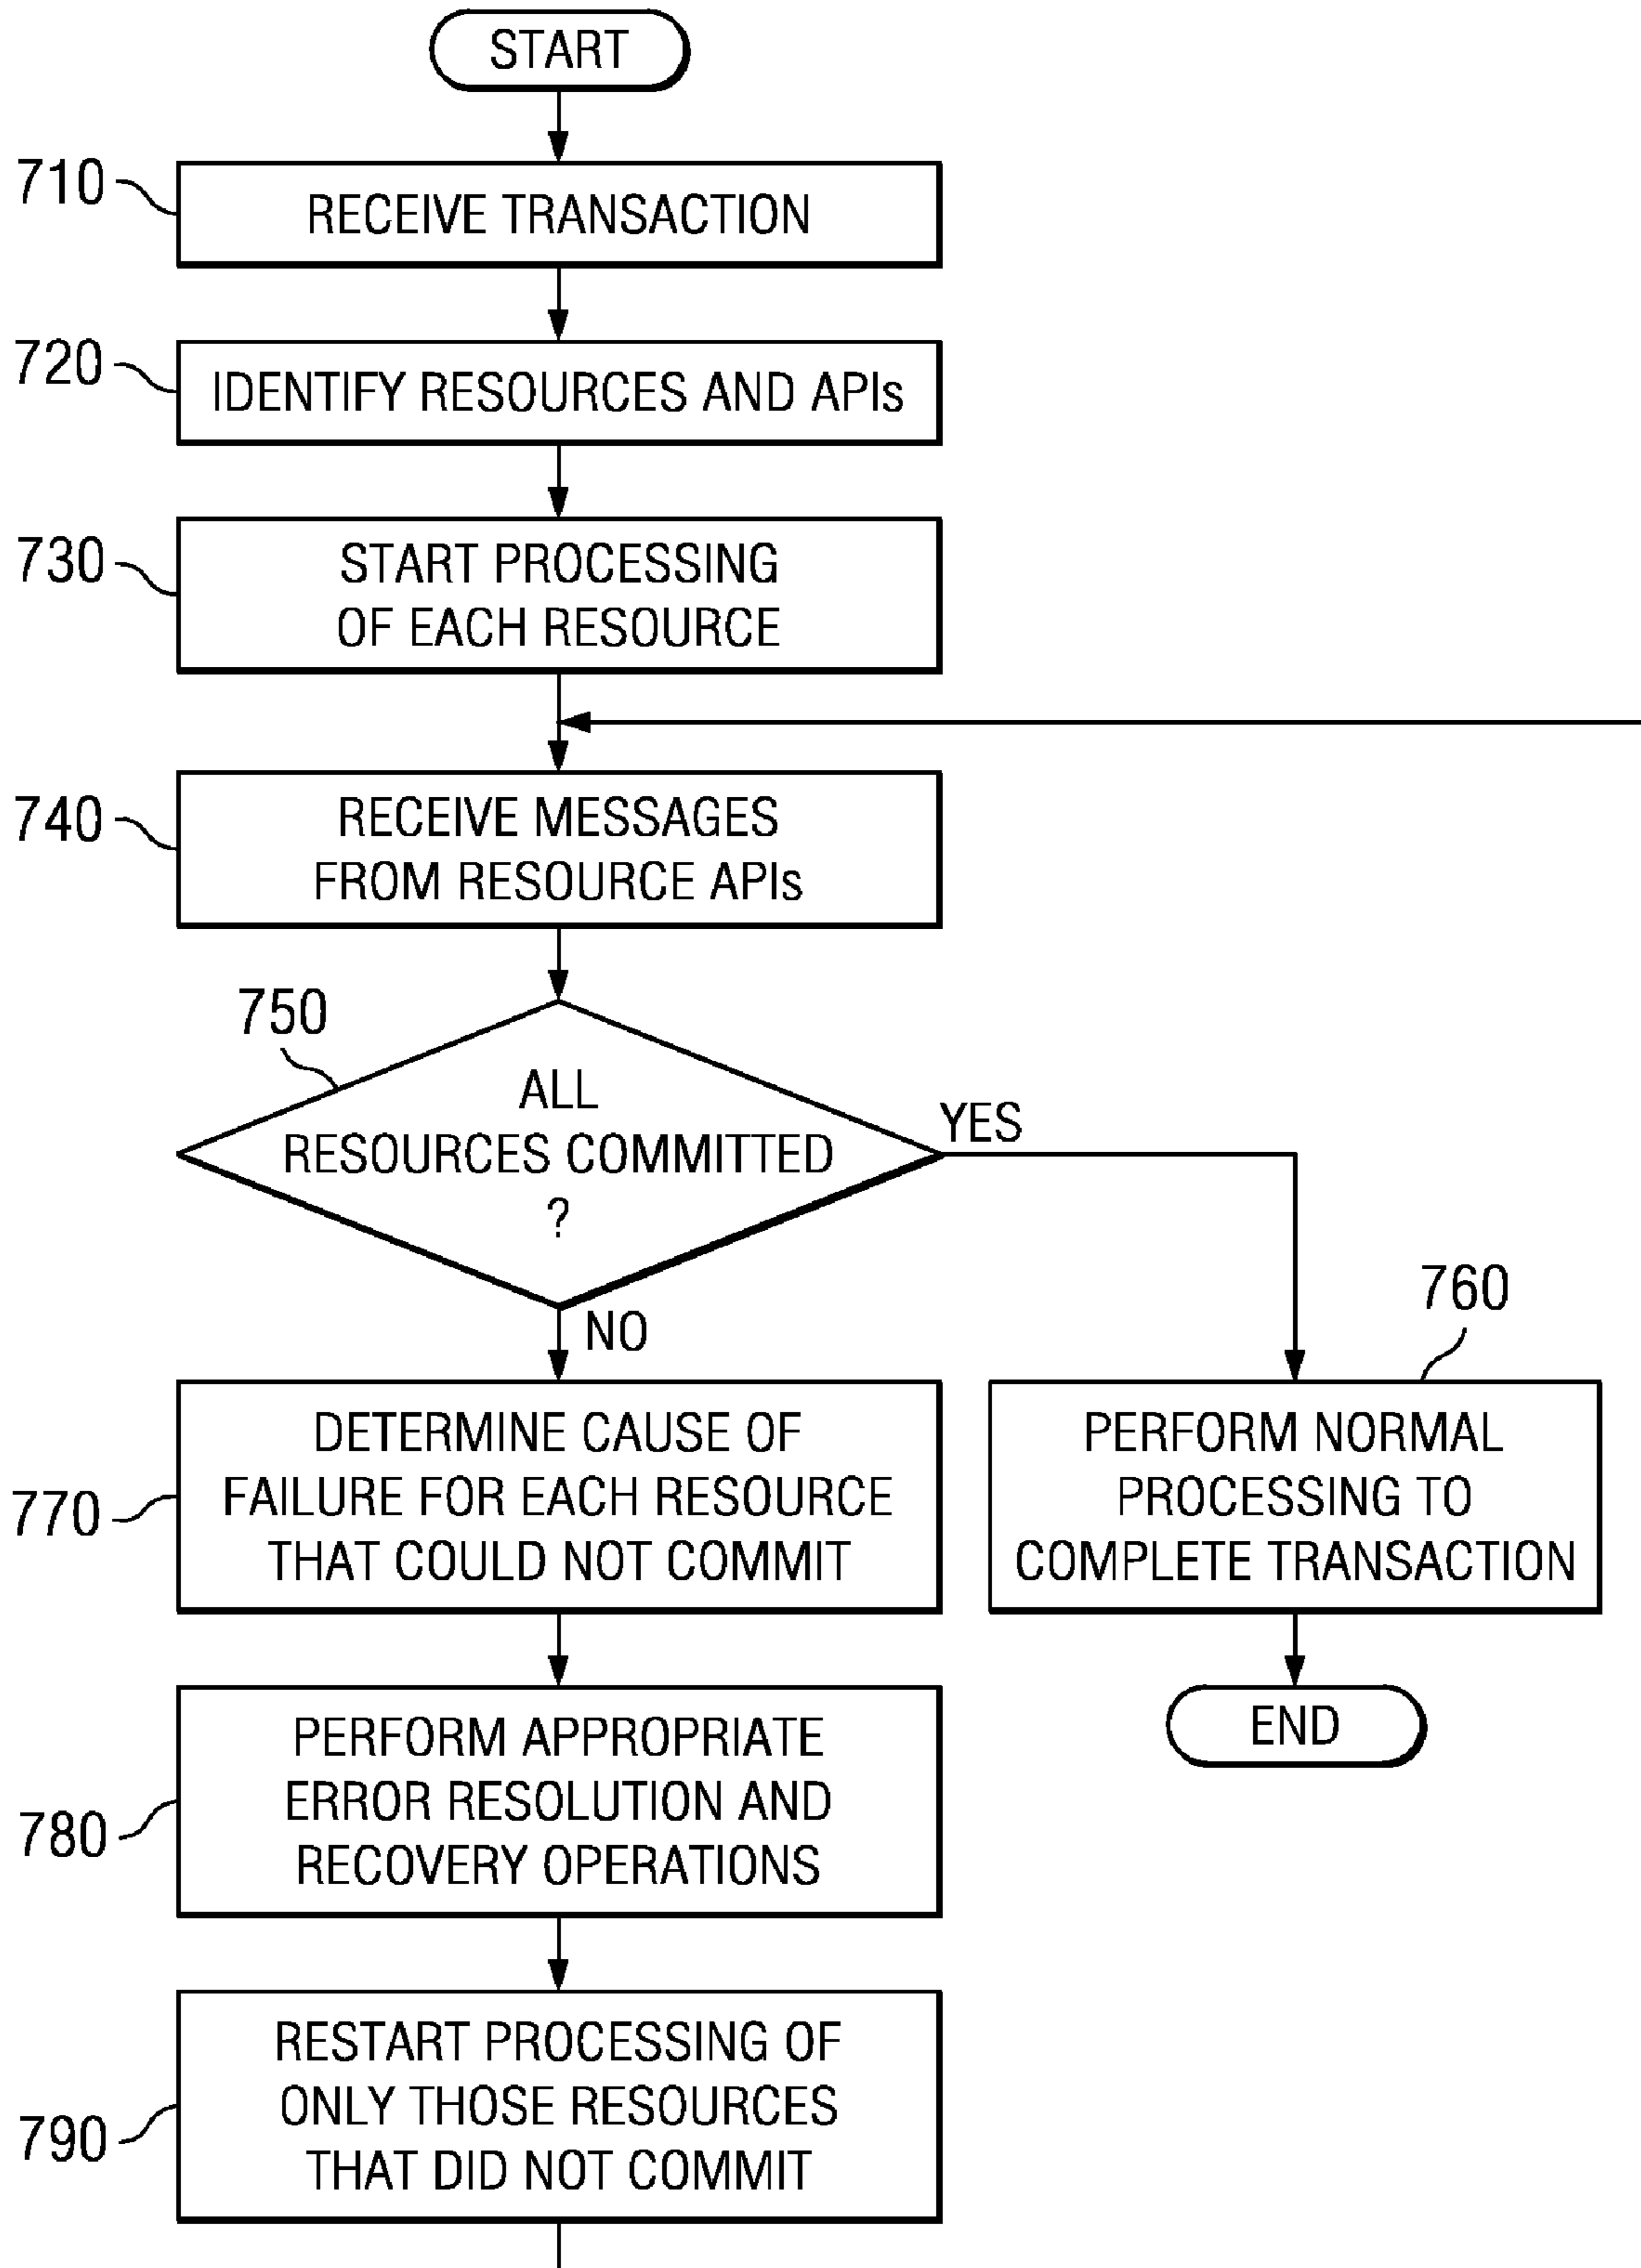 START
710
RECEIVE TRANSACTION
720
IDENTIFY RESOURCES AND APIs
730
START PROCESSING
OF EACH RESOURCE
740
RECEIVE MESSAGES
FROM RESOURCE APIs
750
ALL
RESOURCES COMMITTED
?
YES
NO
760
PERFORM NORMAL
PROCESSING TO
COMPLETE TRANSACTION
END
770
DETERMINE CAUSE OF
FAILURE FOR EACH RESOURCE
THAT COULD NOT COMMIT
780
PERFORM APPROPRIATE
ERROR RESOLUTION AND
RECOVERY OPERATIONS
790
RESTART PROCESSING OF
ONLY THOSE RESOURCES
THAT DID NOT COMMIT